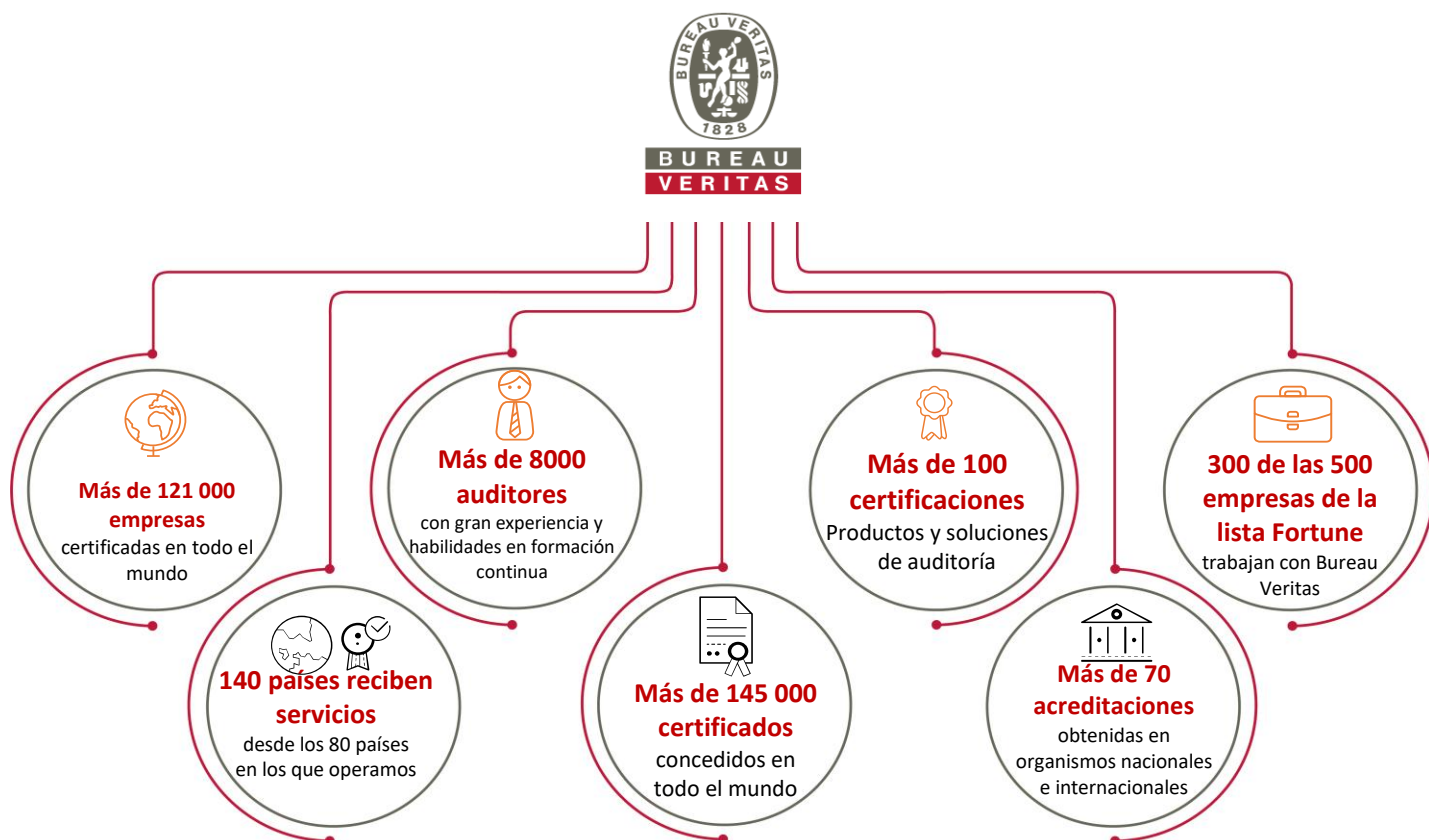 BUREAU VERITAS
1828
BUREAU
VERITAS
Más de 121 000
empresas
certificadas en todo el
mundo
140 países reciben
servicios
desde los 80 países
en los que operamos
Más de 8000
auditores
con gran experiencia y
habilidades en formación
continua
Más de 145 000
certificados
concedidos en
todo el mundo
Más de 100
certificaciones
Productos y soluciones
de auditoría
Más de 70
acreditaciones
obtenidas en
organismos nacionales
e internacionales
300 de las 500
empresas de la
lista Fortune
trabajan con Bureau
Veritas